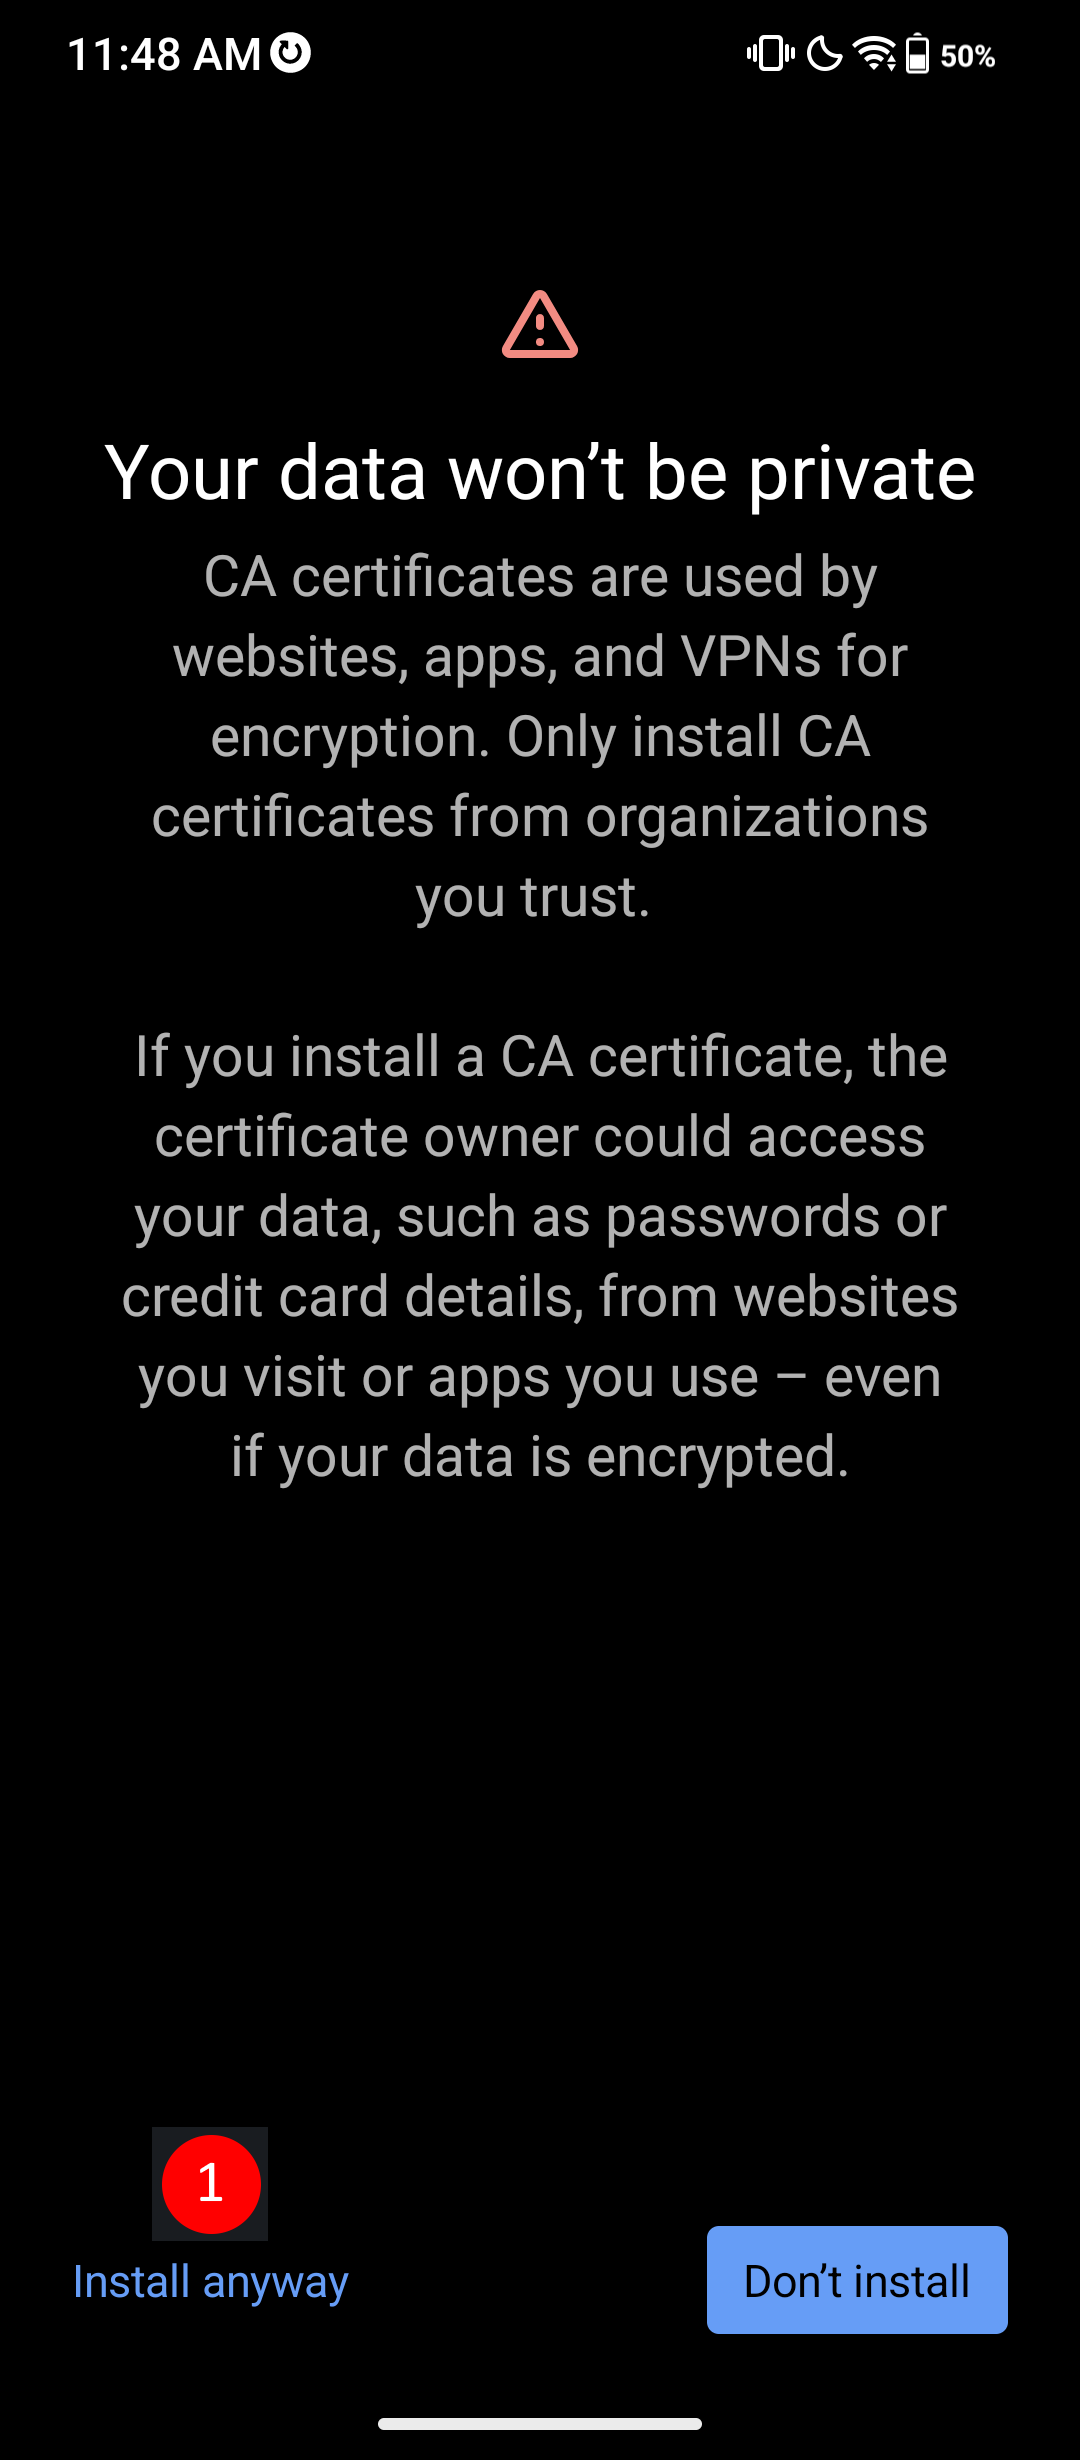 11:48 AM
50%
Your data won’t be private
CA certificates are used by
websites, apps, and VPNs for
encryption. Only install CA
certificates from organizations
you trust.
If you install a CA certificate, the
certificate owner could access
your data, such as passwords or
credit card details, from websites
you visit or apps you use – even
if your data is encrypted.
1
Install anyway
Don’t install